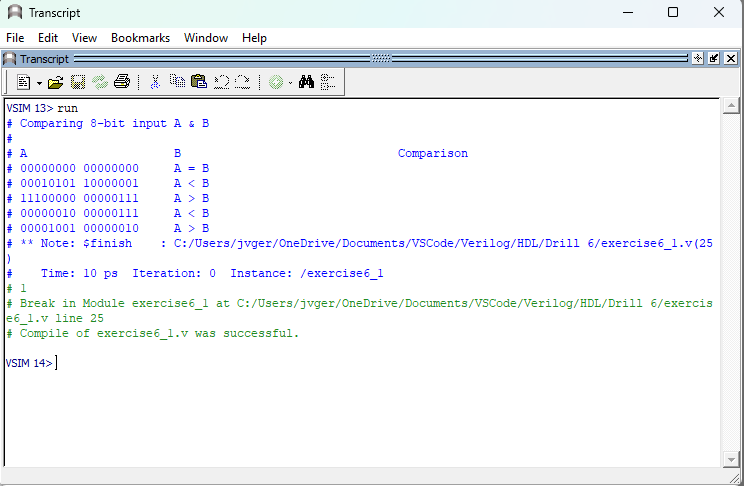 Transcript
File Edit View Bookmarks Window Help
Transcript
VSIM 13> run
# Comparing 8-bit input A & B
#
# A                     B                               Comparison
# 00000000 00000000     A = B
# 00010101 10000001     A < B
# 11100000 00000111     A > B
# 00000010 00000111     A < B
# 00001001 00000010     A > B
# ** Note: $finish    : C:/Users/jvger/OneDrive/Documents/VSCode/Verilog/HDL/Drill 6/exercise6_1.v(25
)
#    Time: 10 ps  Iteration: 0  Instance: /exercise6_1
# 1
# Break in Module exercise6_1 at C:/Users/jvger/OneDrive/Documents/VSCode/Verilog/HDL/Drill 6/exercis
e6_1.v line 25
# Compile of exercise6_1.v was successful.
VSIM 14>